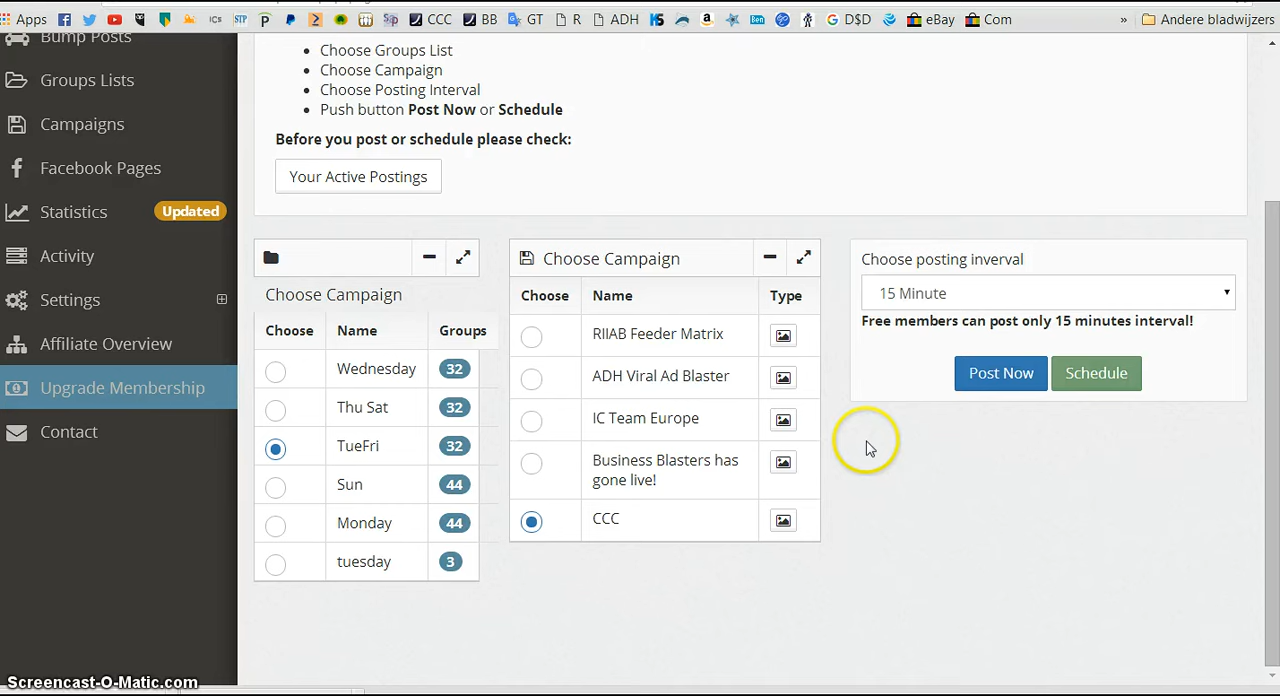 Apps ICS STP CCC BB GT R ADH KS a Ben D$D eBay Com » Andere bladwijzers
Bump Posts
Groups Lists
Campaigns
Facebook Pages
Statistics Updated
Activity
Settings
Affiliate Overview
Upgrade Membership
Contact
Choose Groups List
Choose Campaign
Choose Posting Interval
Push button Post Now or Schedule
Before you post or schedule please check:
Your Active Postings
Choose Campaign
Choose Name Groups
Wednesday 32
Thu Sat 32
TueFri 32
Sun 44
Monday 44
tuesday 3
Choose Campaign
Choose Name Type
RIIAB Feeder Matrix
ADH Viral Ad Blaster
IC Team Europe
Business Blasters has
gone live!
CCC
Choose posting inverval
15 Minute
Free members can post only 15 minutes interval!
Post Now Schedule
Screencast-O-Matic.com